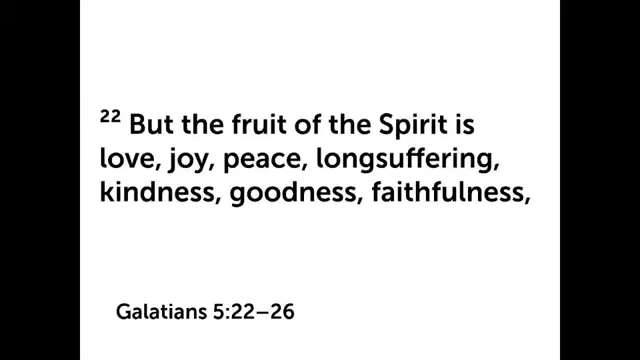 22 But the fruit of the Spirit is
love, joy, peace, longsuffering,
kindness, goodness, faithfulness,
Galatians 5:22–26